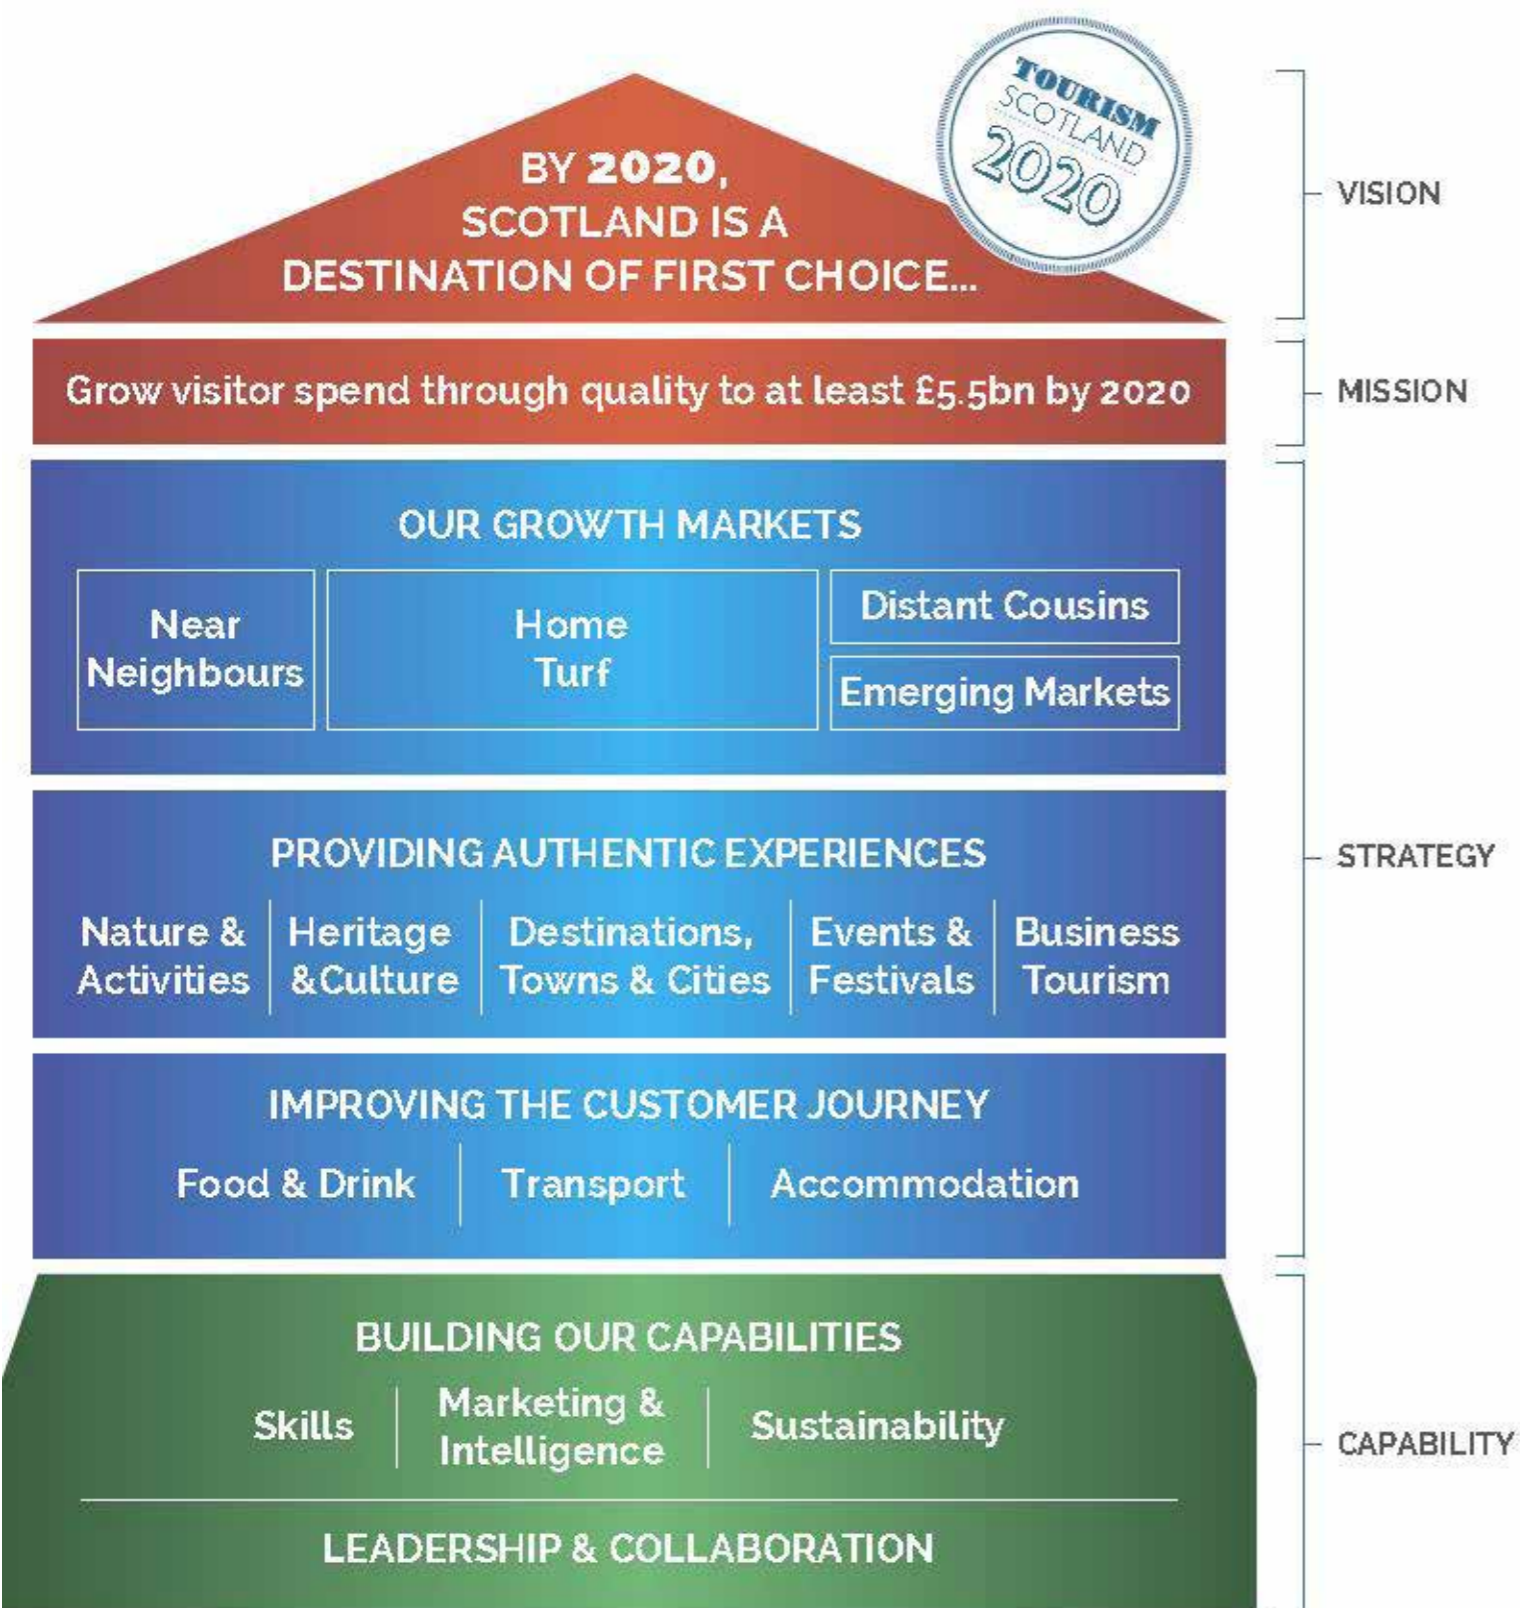 TOURISM
SCOTLAND
2020
BY 2020,
SCOTLAND IS A
DESTINATION OF FIRST CHOICE...
VISION
Grow visitor spend through quality to at least £5.5bn by 2020
MISSION
OUR GROWTH MARKETS
Near
Neighbours
Home
Turf
Distant Cousins
Emerging Markets
PROVIDING AUTHENTIC EXPERIENCES
Nature &
Activities
Heritage
&Culture
Destinations,
Towns & Cities
Events &
Festivals
Business
Tourism
STRATEGY
IMPROVING THE CUSTOMER JOURNEY
Food & Drink
Transport
Accommodation
BUILDING OUR CAPABILITIES
Skills
Marketing &
Intelligence
Sustainability
CAPABILITY
LEADERSHIP & COLLABORATION